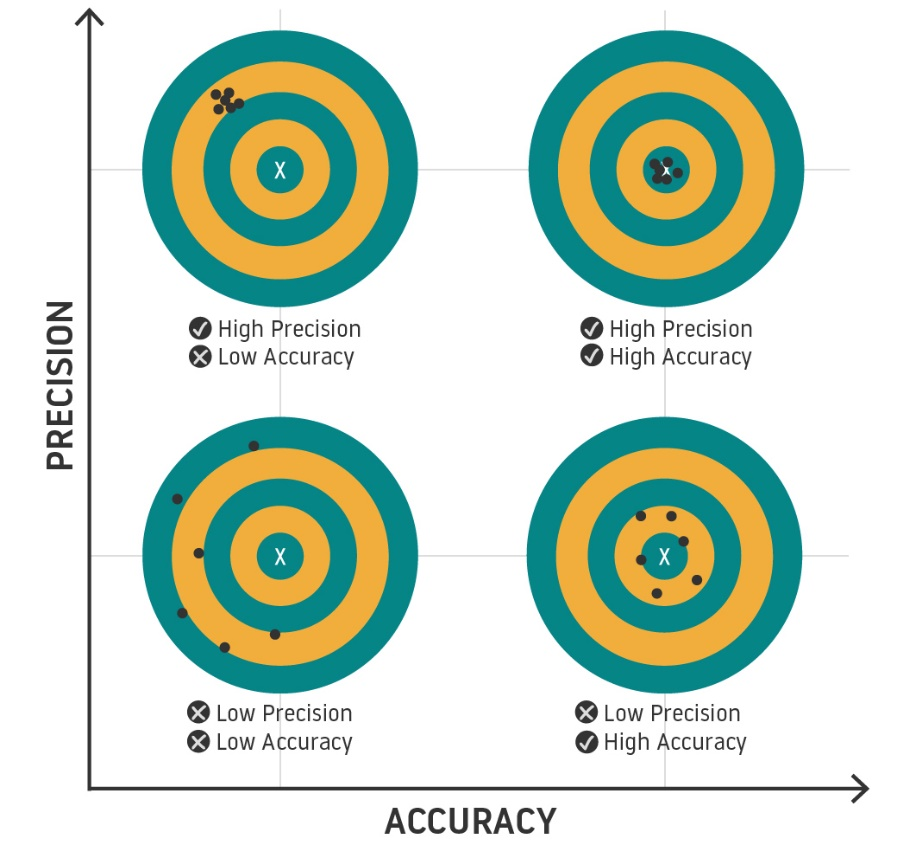 X
X
High Precision
Low Accuracy
High Precision
High Accuracy
PRECISION
X
X
Low Precision
Low Accuracy
Low Precision
High Accuracy
ACCURACY